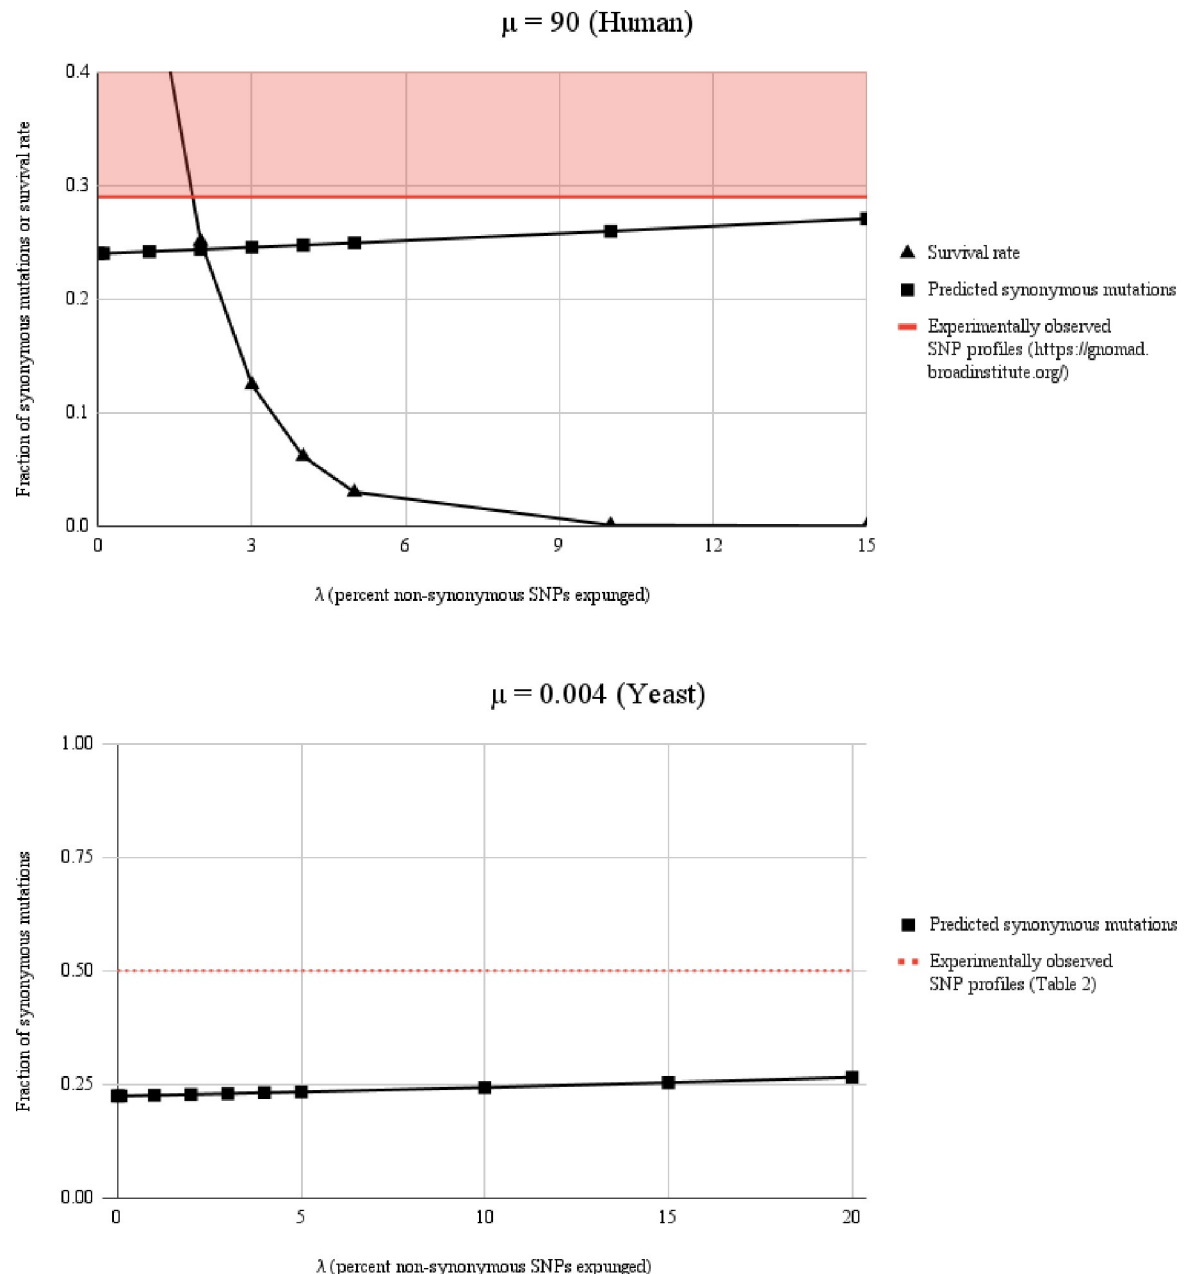 μ = 90 (Human)
Fraction of synonymous mutations or survival rate
0.4
0.3
0.2
0.1
0.0
0
3
6
9
12
15
λ (percent non-synonymous SNPs expunged)
Survival rate
Predicted synonymous mutations
Experimentally observed
SNP profiles (https://gnomad.
broadinstitute.org/)
μ = 0.004 (Yeast)
Fraction of synonymous mutations
1.00
0.75
0.50
0.25
0.00
0
5
10
15
20
λ (percent non-synonymous SNPs expunged)
Predicted synonymous mutations
Experimentally observed
SNP profiles (Table 2)